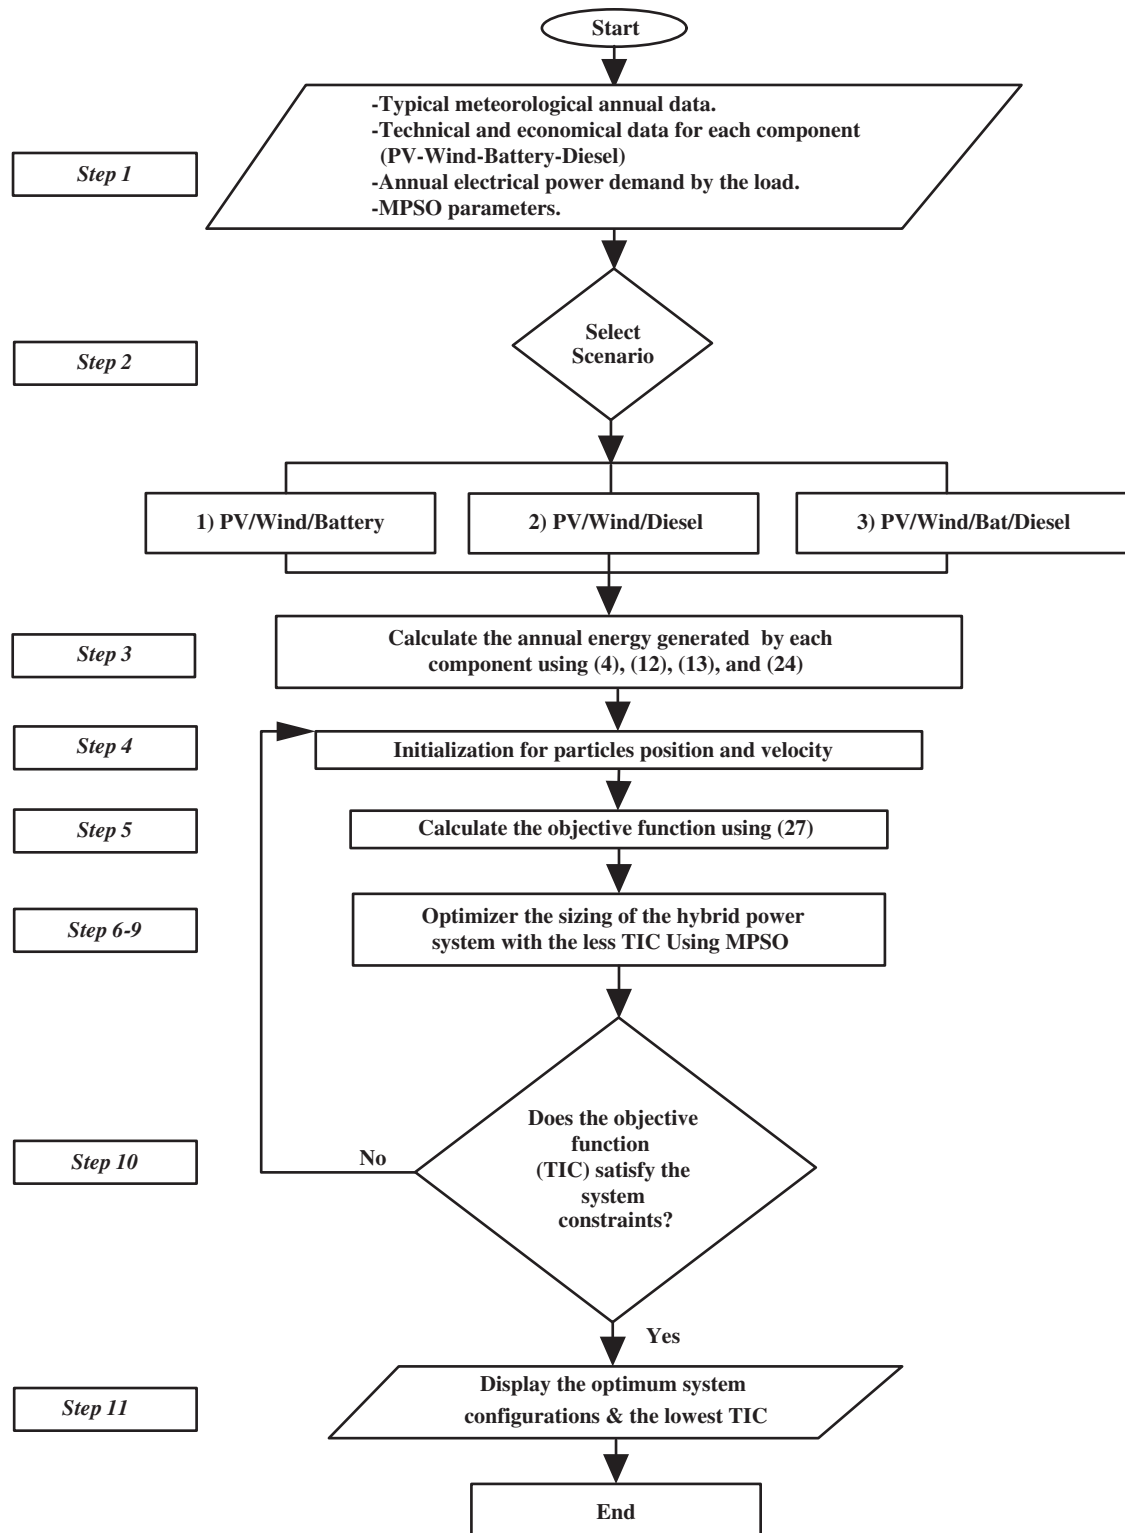 Start
-Typical meteorological annual data.
-Technical and economical data for each component
(PV-Wind-Battery-Diesel)
-Annual electrical power demand by the load.
-MPSO parameters.
Step 1
Select
Scenario
Step 2
1) PV/Wind/Battery
2) PV/Wind/Diesel
3) PV/Wind/Bat/Diesel
Step 3
Calculate the annual energy generated by each
component using (4), (12), (13), and (24)
Step 4
Initialization for particles position and velocity
Step 5
Calculate the objective function using (27)
Step 6-9
Optimizer the sizing of the hybrid power
system with the less TIC Using MPSO
Step 10
No
Does the objective
function
(TIC) satisfy the
system
constraints?
Yes
Step 11
Display the optimum system
configurations & the lowest TIC
End